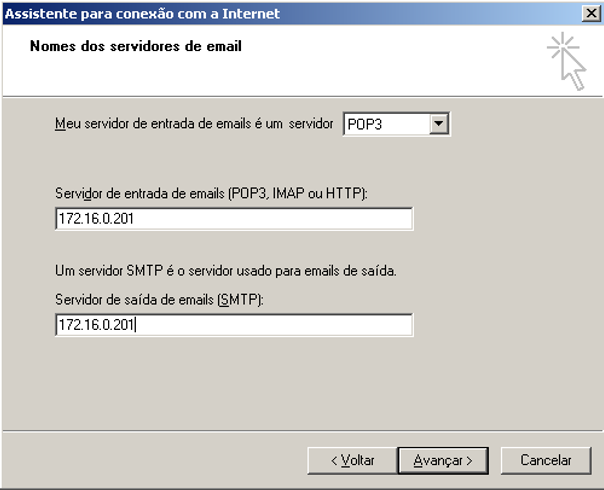 Assistente para conexão com a Internet
Nomes dos servidores de email
Meu servidor de entrada de emails é um servidor POP3
Servidor de entrada de emails (POP3, IMAP ou HTTP):
172.16.0.201
Um servidor SMTP é o servidor usado para emails de saída.
Servidor de saída de emails (SMTP):
172.16.0.201
< Voltar Avançar > Cancelar